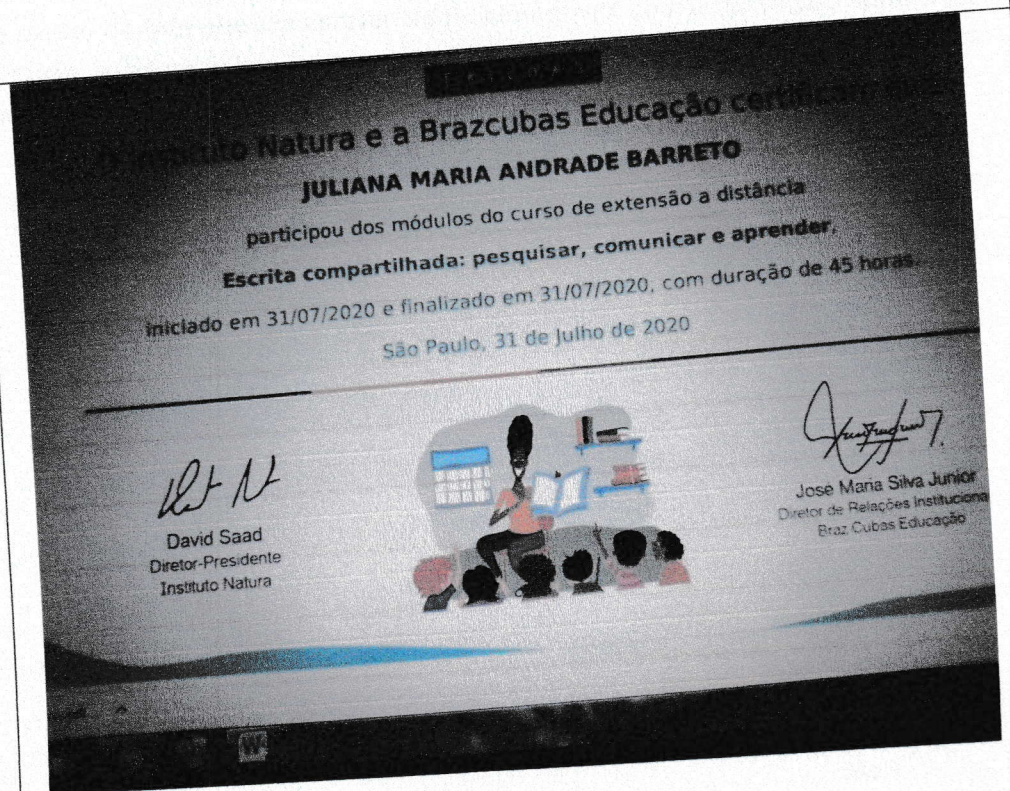 O Instituto Natura e a Brazcubas Educação certificam que
JULIANA MARIA ANDRADE BARRETO
participou dos módulos do curso de extensão a distância
Escrita compartilhada: pesquisar, comunicar e aprender,
iniciado em 31/07/2020 e finalizado em 31/07/2020, com duração de 45 horas.
São Paulo, 31 de Julho de 2020
David Saad
Diretor-Presidente
Instituto Natura
José Maria Silva Junior
Diretor de Relações Instituciona
Braz Cubas Educação
W